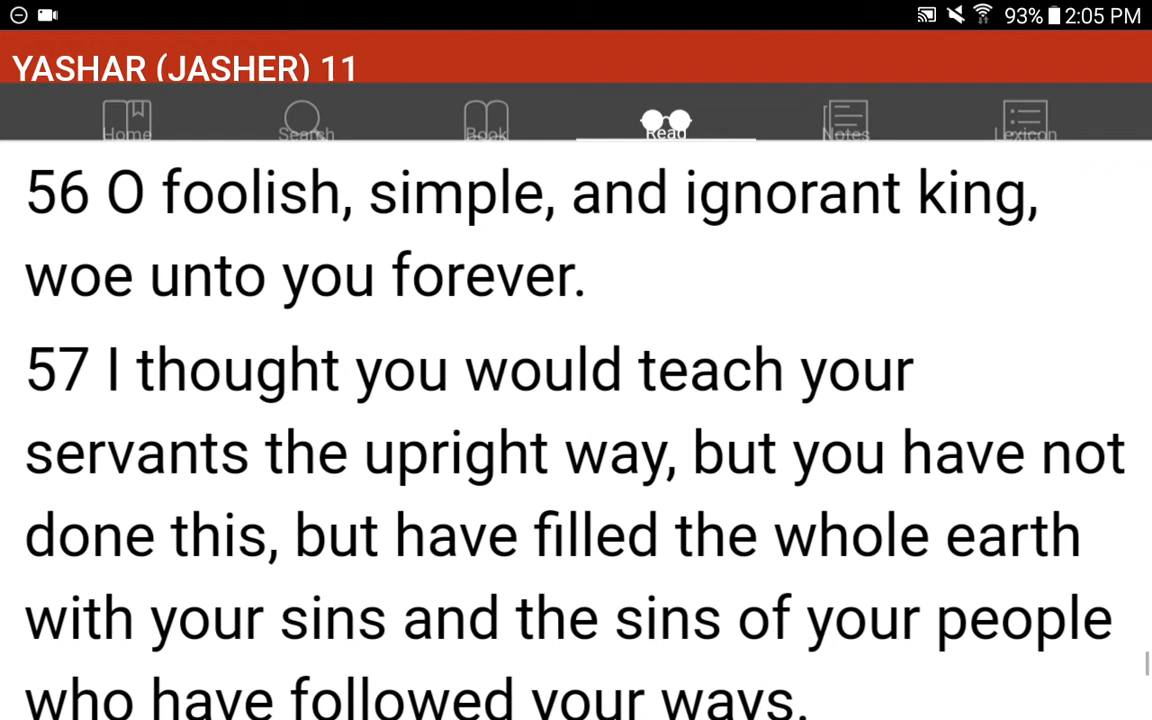 93% 2:05 PM
YASHAR (JASHER) 11
Home Search Book Read Notes Lexicon
56 O foolish, simple, and ignorant king,
woe unto you forever.
57 I thought you would teach your
servants the upright way, but you have not
done this, but have filled the whole earth
with your sins and the sins of your people
who have followed your ways.